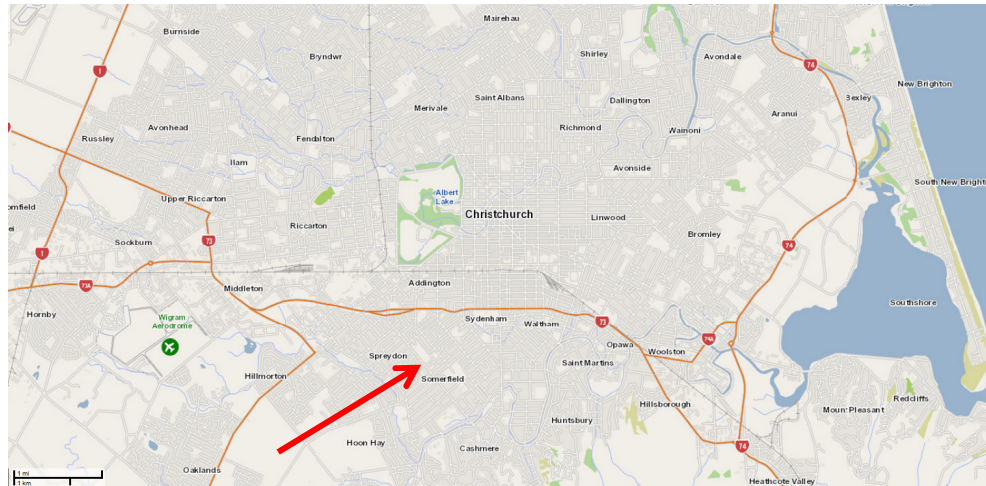 Mairehau
Burnside
Bryndwr
Shirley
Avondale
74
1
New Brighton
Saint Albans
Dallington
Bexley
Merivale
Aranui
Avonhead
Richmond
Wainoni
Russley
Fendalton
Ilam
Avonside
South New Bright
Albert
Lake
Upper Riccarton
omfield
Christchurch
Linwood
Riccarton
ei
Bromley
Sockburn
73
74
1
Addington
73A
Middleton
Southshore
Hornby
Wigram
Aerodrome
Sydenham
Waltham
73
74A
Opawa
Woolston
Spreydon
Saint Martins
Hillmorton
Somerfield
Redcliffs
Hillsborough
Mount Pleasant
Huntsbury
Hoon Hay
Cashmere
74
Oaklands
1 mi
1 km
Heathcote Valley